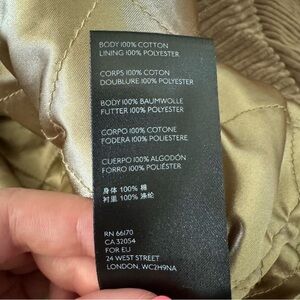 BODY 100% COTTON
LINING 100% POLYESTER
CORPS 100% COTON
DOUBLURE 100% POLYESTER
BODY 100% BAUMWOLLE
FUTTER 100% POLYESTER
CORPO 100% COTONE
FODERA 100% POLIESTERE
CUERPO 100% ALGODÓN
FORRO 100% POLIÉSTER
身体 100% 棉
衬里 100% 涤纶
RN 66170
CA 32054
FOR EU
24 WEST STREET
LONDON, WC2H9NA